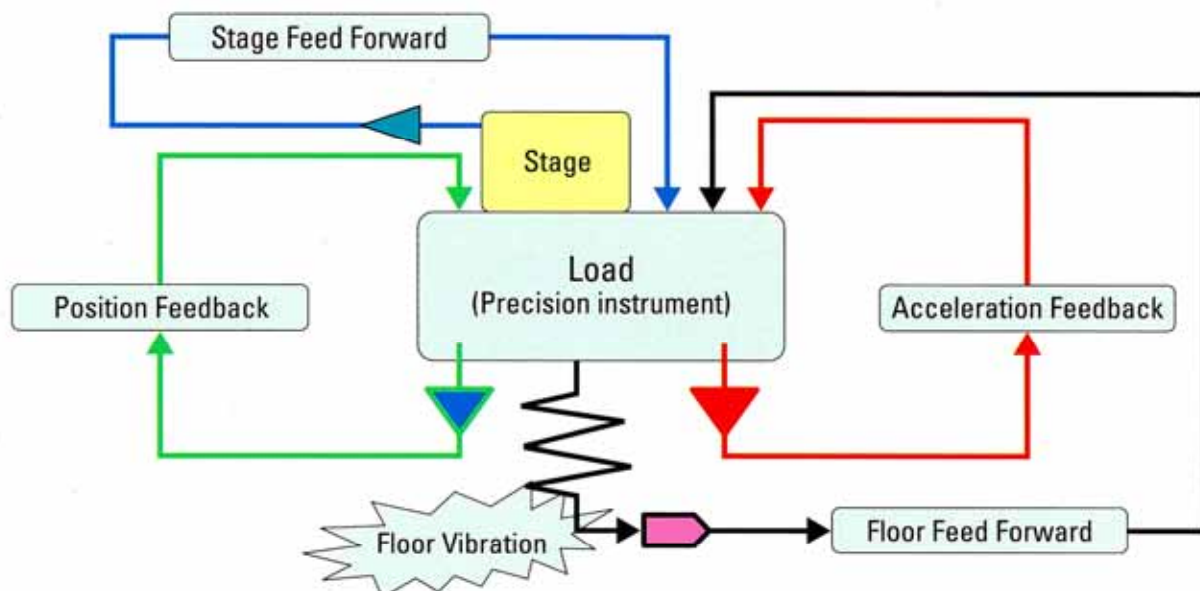 Stage Feed Forward
Stage
Load
(Precision instrument)
Position Feedback
Acceleration Feedback
Floor Vibration
Floor Feed Forward